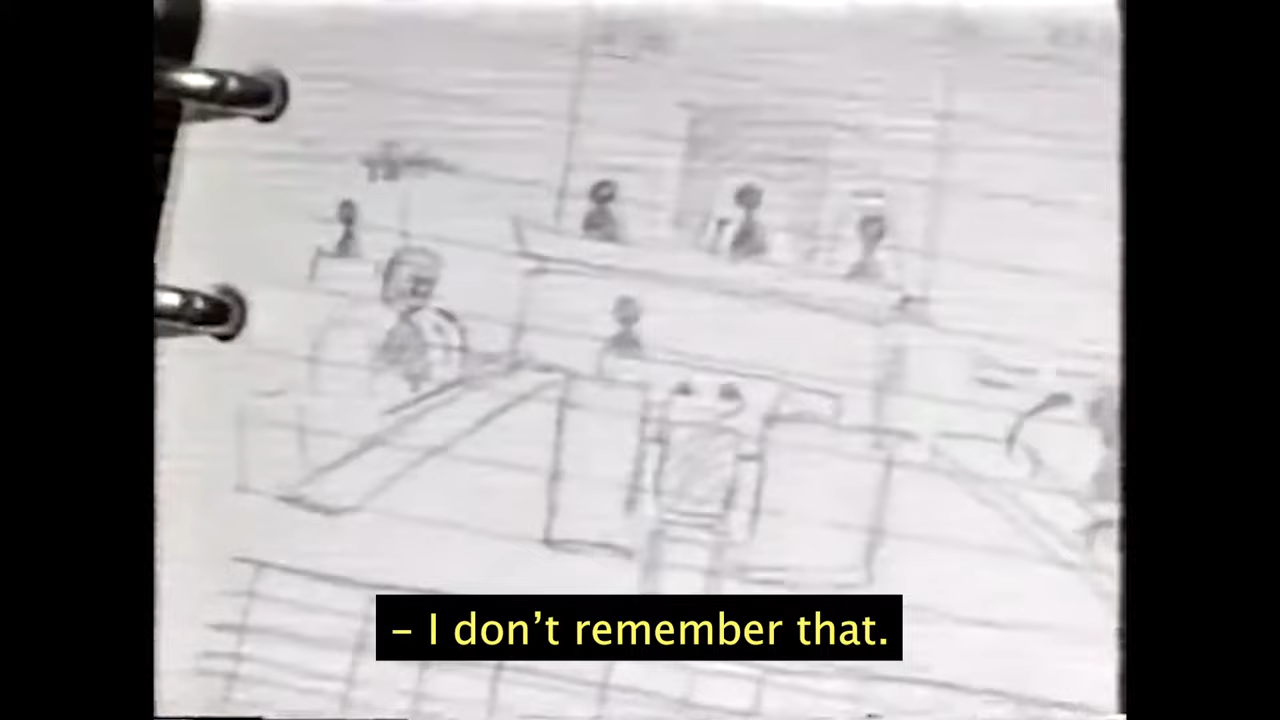 – I don’t remember that.